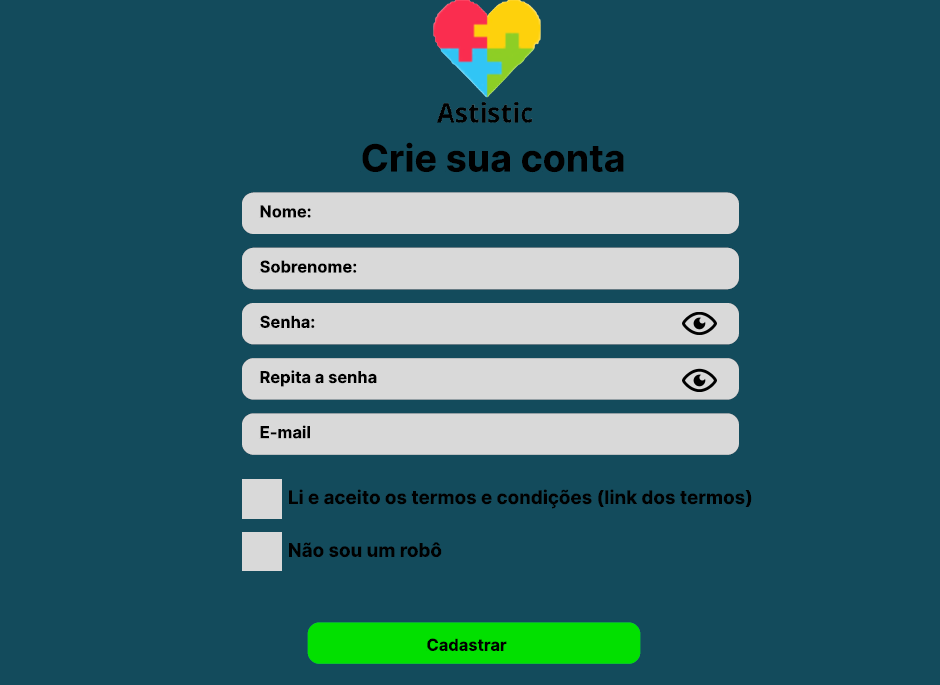 Astistic
Crie sua conta
Nome:
Sobrenome:
Senha:
Repita a senha
E-mail
Li e aceito os termos e condições (link dos termos)
Não sou um robô
Cadastrar